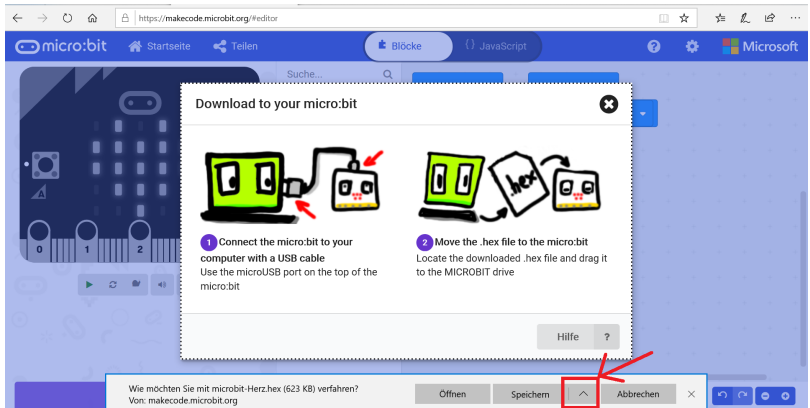 https://makecode.microbit.org/#editor
micro:bit
Startseite
Teilen
Blöcke
{} JavaScript
?
Microsoft
Suche...
Download to your micro:bit
hex
1 Connect the micro:bit to your
computer with a USB cable
Use the microUSB port on the top of the
micro:bit
2 Move the .hex file to the micro:bit
Locate the downloaded .hex file and drag it
to the MICROBIT drive
A
0 1 2
Hilfe ?
Wie möchten Sie mit microbit-Herz.hex (623 KB) verfahren?
Von: makecode.microbit.org
Öffnen
Speichern
Abbrechen